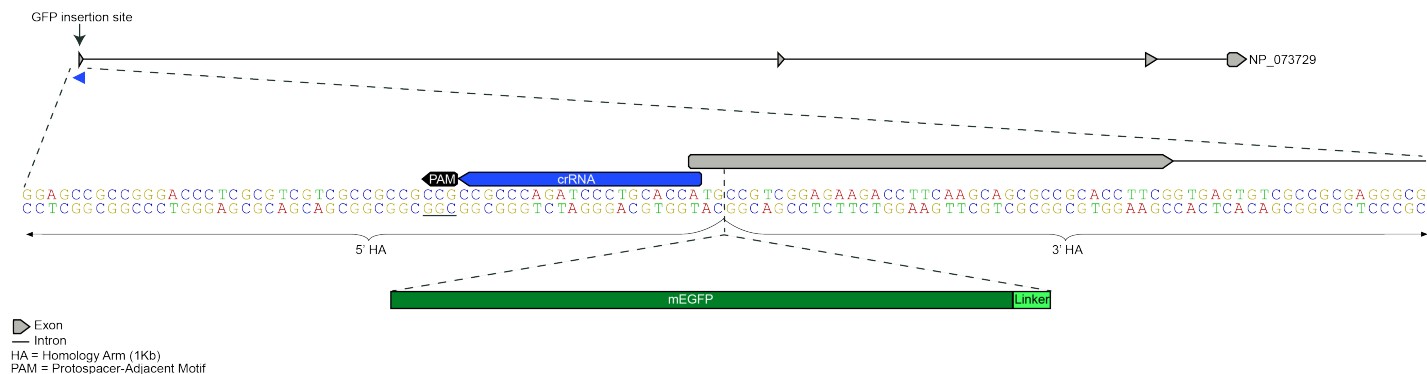 GFP insertion site
NP_073729
PAM
crRNA
GGAGCCGCCGGGACCCTCGCGTCGTCGCCGCCGCCGCCGCCCAGATCCCTGCACCATGCCGTCGGAGAAGACCTTCAAGCAGCGCCGCACCTTCGGTGAGTGTCGCCGCGAGGGCG
CCTCGGCGGCCCTGGGAGCGCAGCAGCGGCGGCGGCGGCGGGTCTAGGGACGTGGTACGGCAGCCTCTTCTGGAAGTTCGTCGCGGCGTGGAAGCCACTCACAGCGGCGCTCCCGC
5' HA
3' HA
mEGFP
Linker
Exon
Intron
HA = Homology Arm (1Kb)
PAM = Protospacer-Adjacent Motif